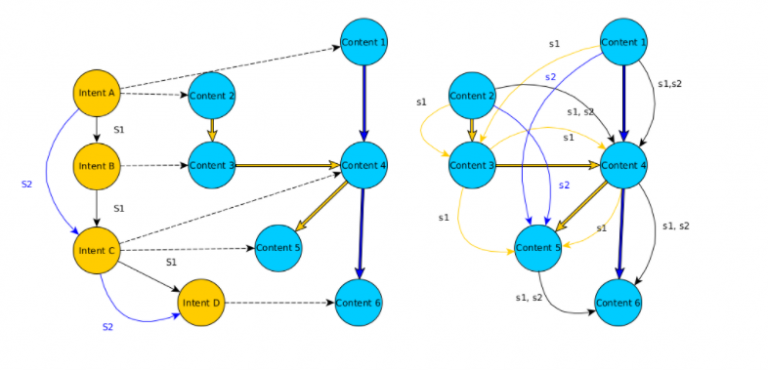 Content 1
Intent A
Content 2
S1
Intent B
Content 3
Content 4
S2
S1
Intent C
Content 5
S1
Intent D
Content 6
S2
Content 1
s1
s2
s1,s2
Content 2
s1
s1, s2
s1
Content 3
Content 4
s2
s1
s1
s1, s2
Content 5
s1, s2
Content 6